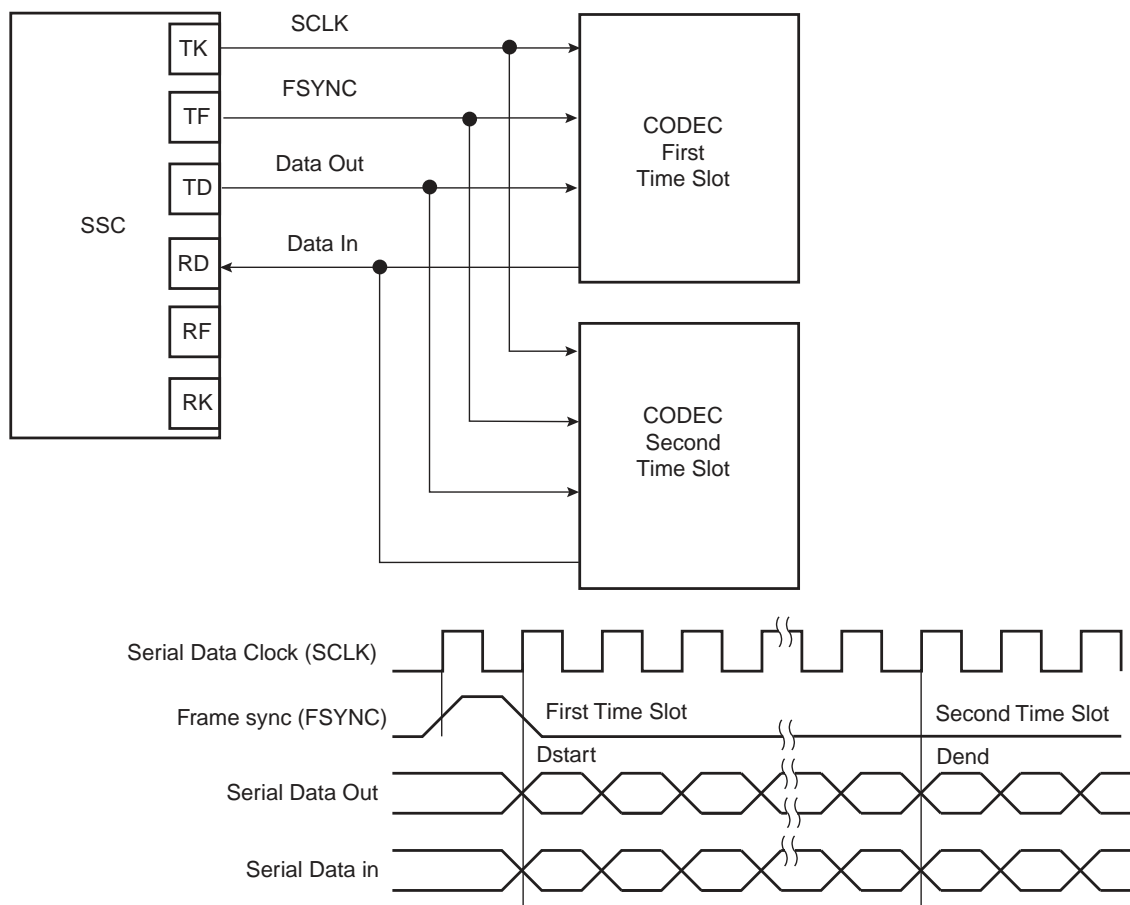 SSC
TK
TF
TD
RD
RF
RK
SCLK
FSYNC
Data Out
Data In
CODEC
First
Time Slot
CODEC
Second
Time Slot
Serial Data Clock (SCLK)
Frame sync (FSYNC)
First Time Slot
Second Time Slot
Dstart
Dend
Serial Data Out
Serial Data in